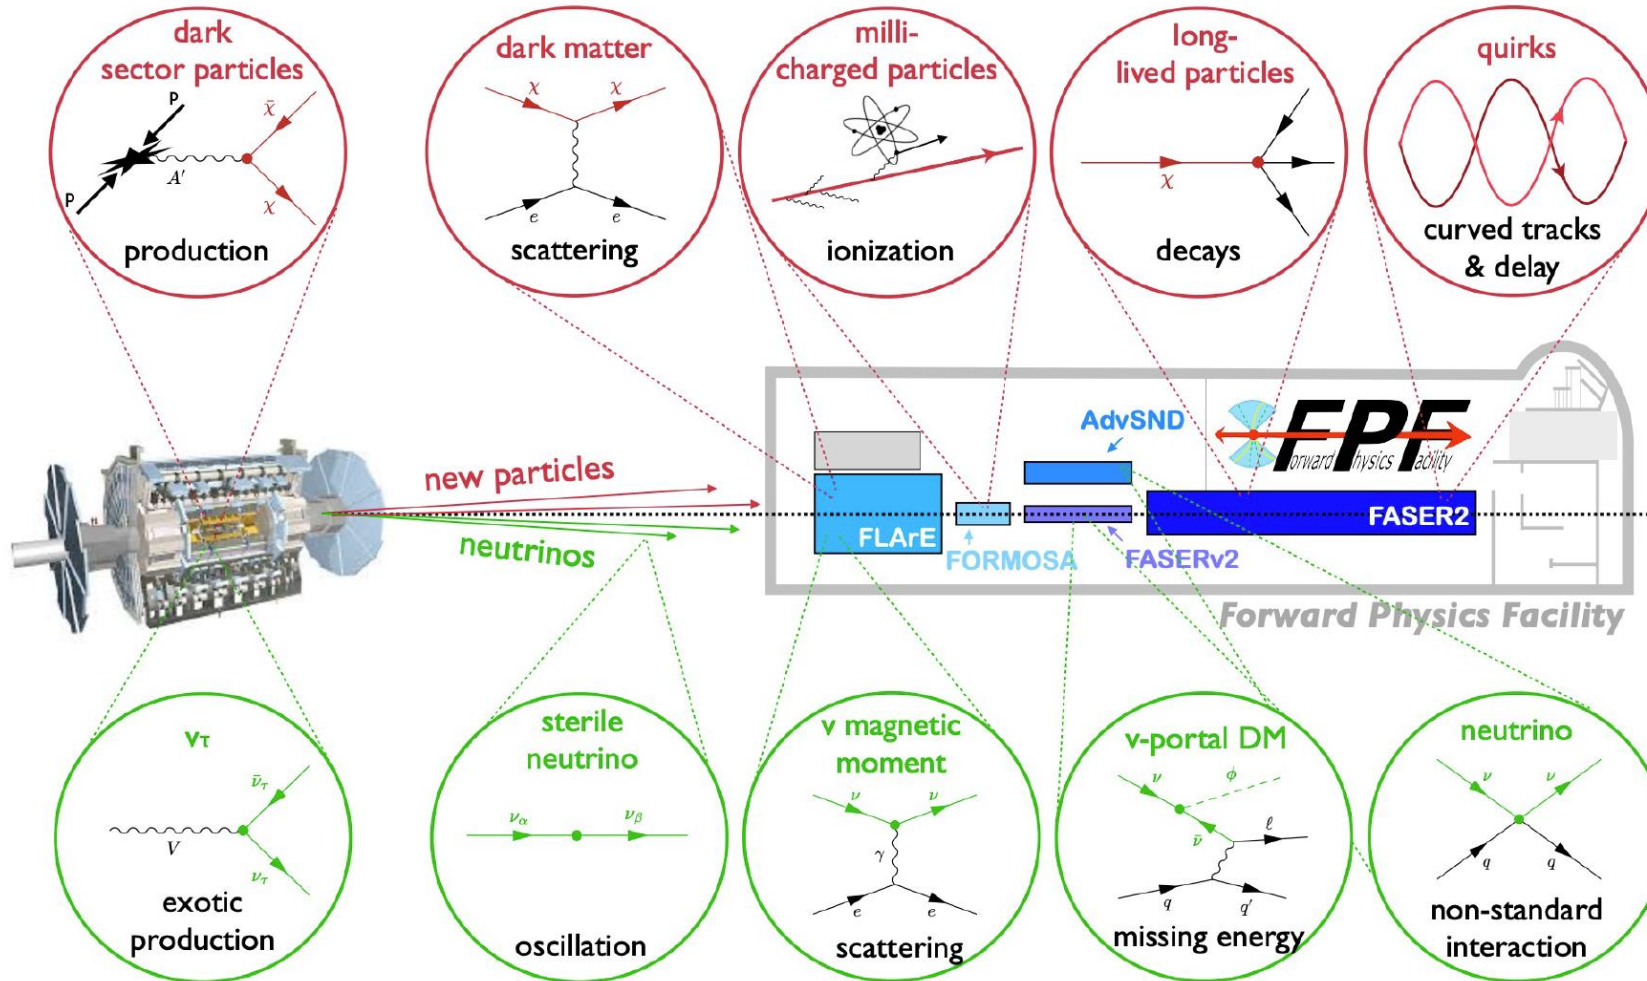 dark
sector particles
p
p
A′
χ̄
χ
production
dark matter
χ
χ
e
e
scattering
milli-
charged particles
ionization
long-
lived particles
χ
decays
quirks
curved tracks
& delay
new particles
neutrinos
AdvSND
FPF
Forward Physics Facility
FLArE
FORMOSA
FASERν2
FASER2
Forward Physics Facility
ντ
ν̄τ
V
ντ
exotic
production
sterile
neutrino
να
νβ
oscillation
ν magnetic
moment
ν
ν
γ
e
e
scattering
ν-portal DM
ν
ϕ
ν̄
ℓ
q
q′
missing energy
neutrino
ν
ν
q
q
non-standard
interaction